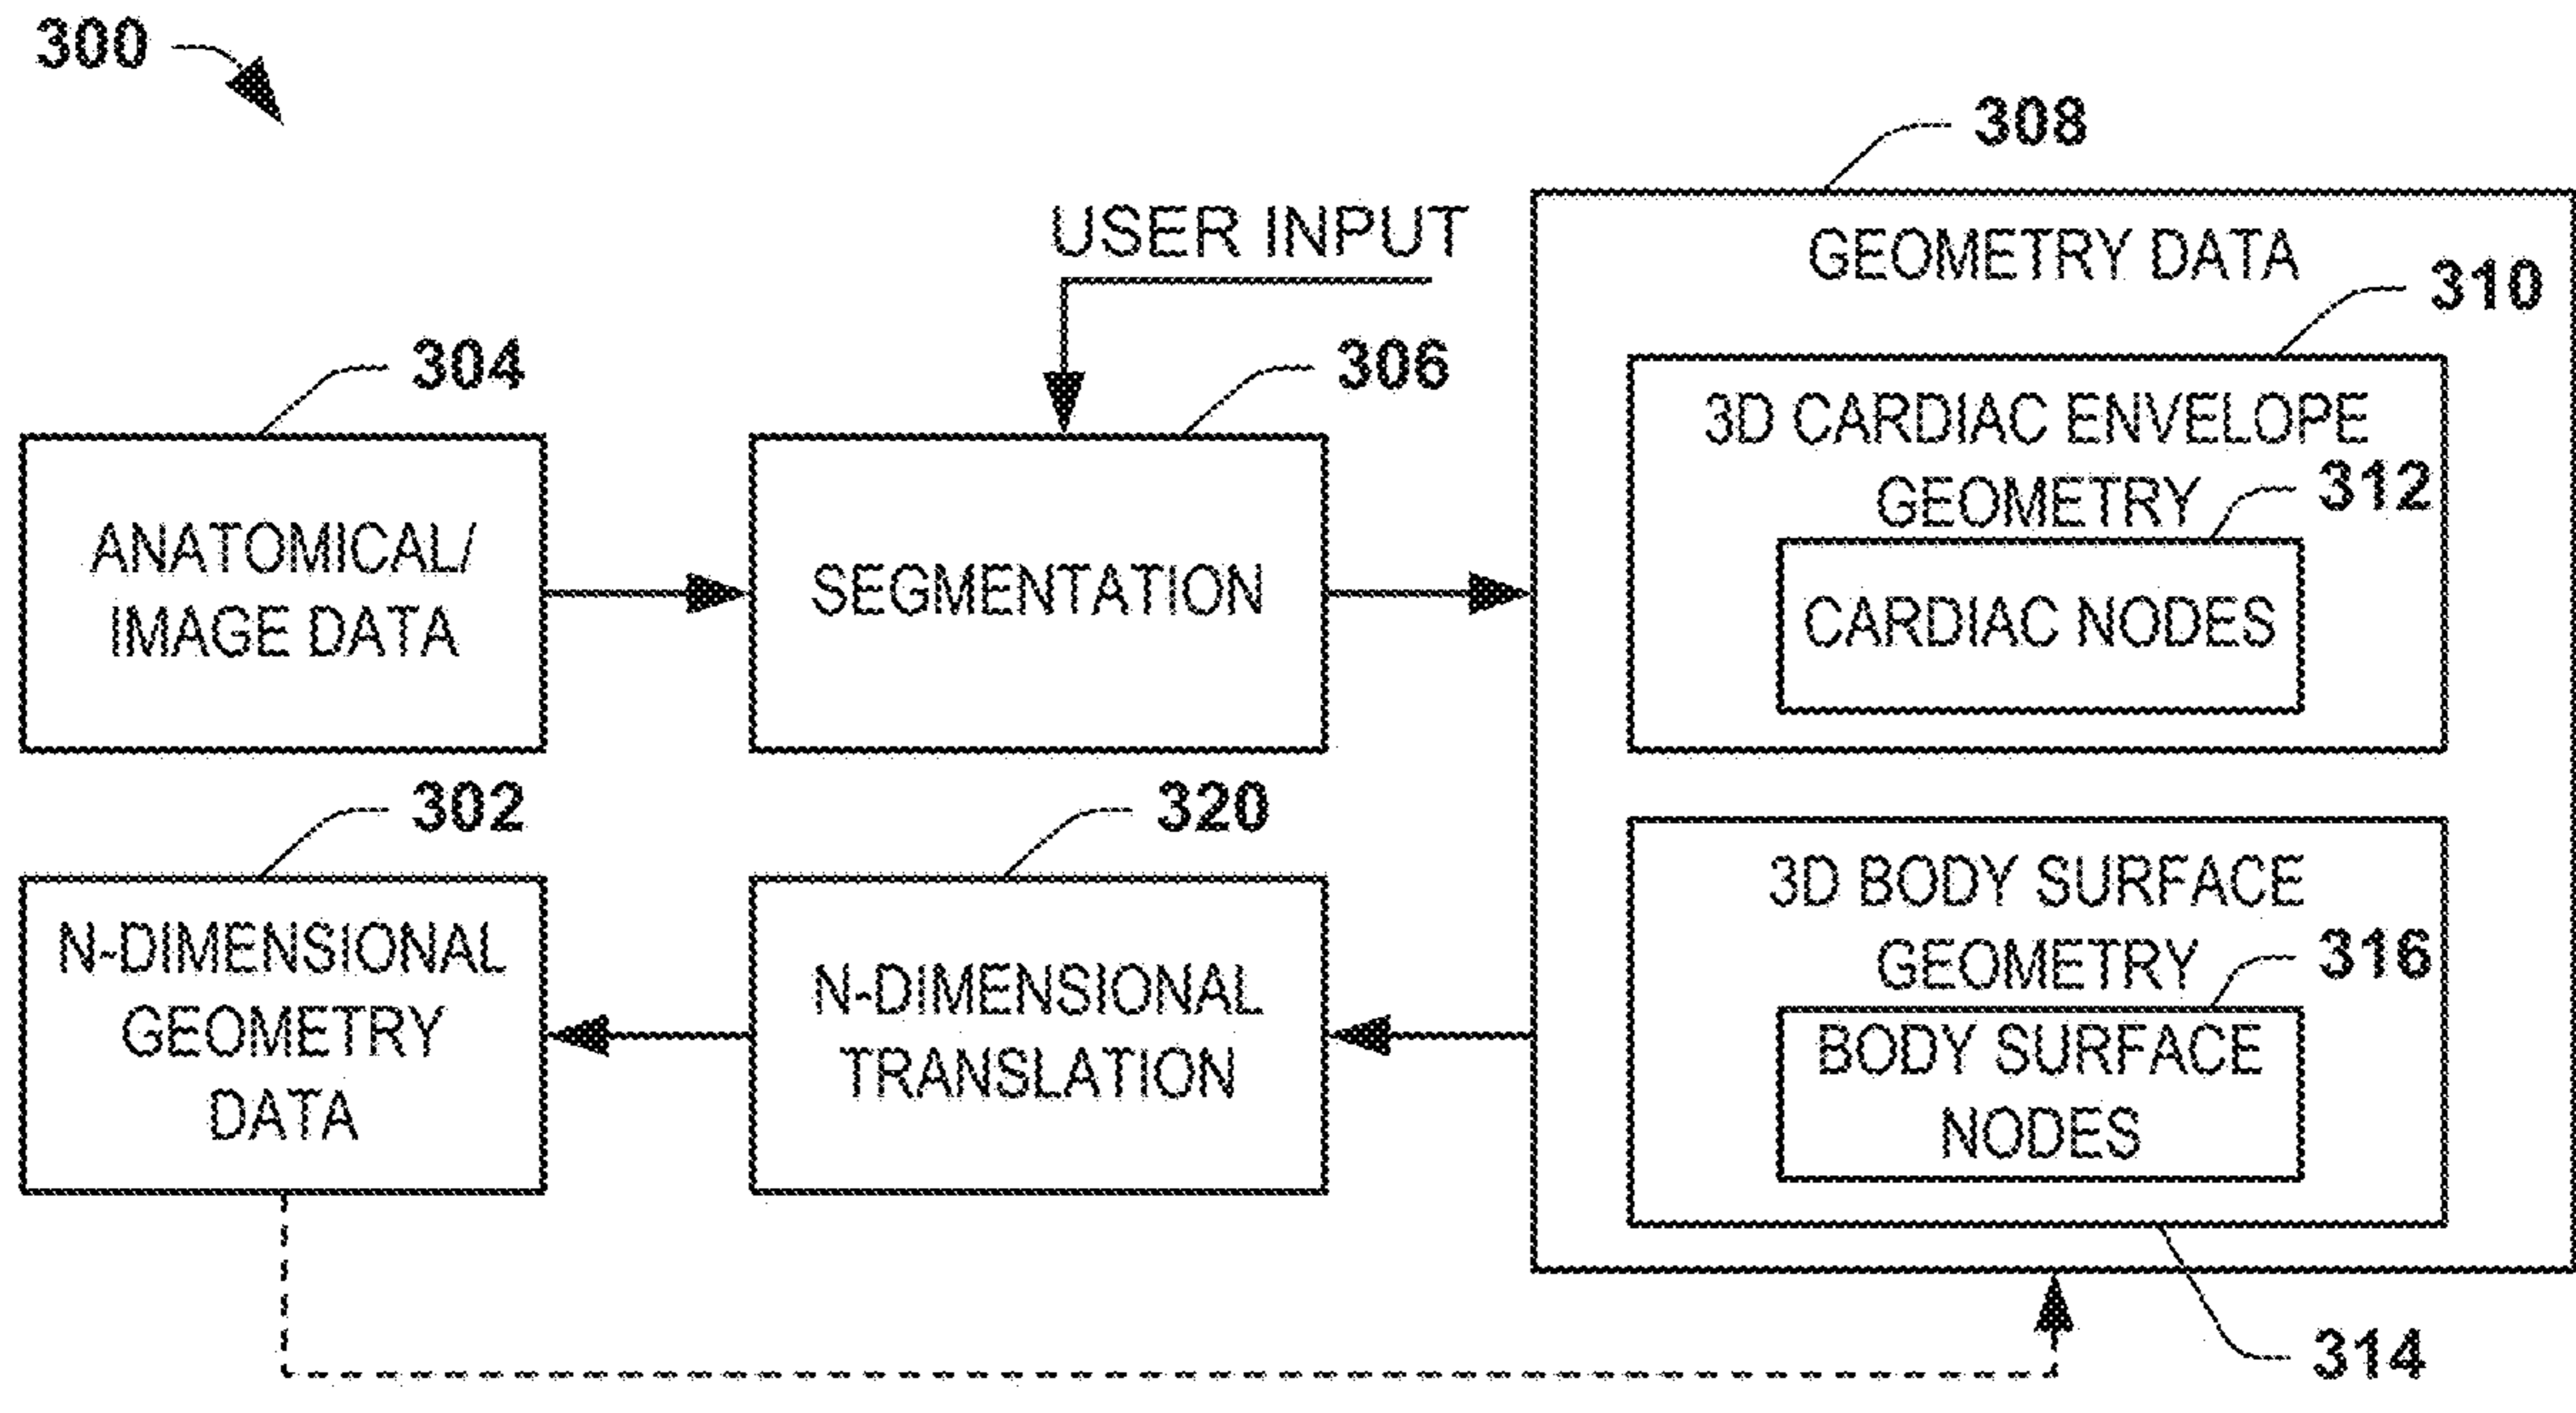 300
308
USER INPUT
GEOMETRY DATA
310
304
306
3D CARDIAC ENVELOPE
GEOMETRY
312
CARDIAC NODES
ANATOMICAL/
IMAGE DATA
SEGMENTATION
302
320
3D BODY SURFACE
GEOMETRY
316
BODY SURFACE
NODES
N-DIMENSIONAL
GEOMETRY
DATA
N-DIMENSIONAL
TRANSLATION
314